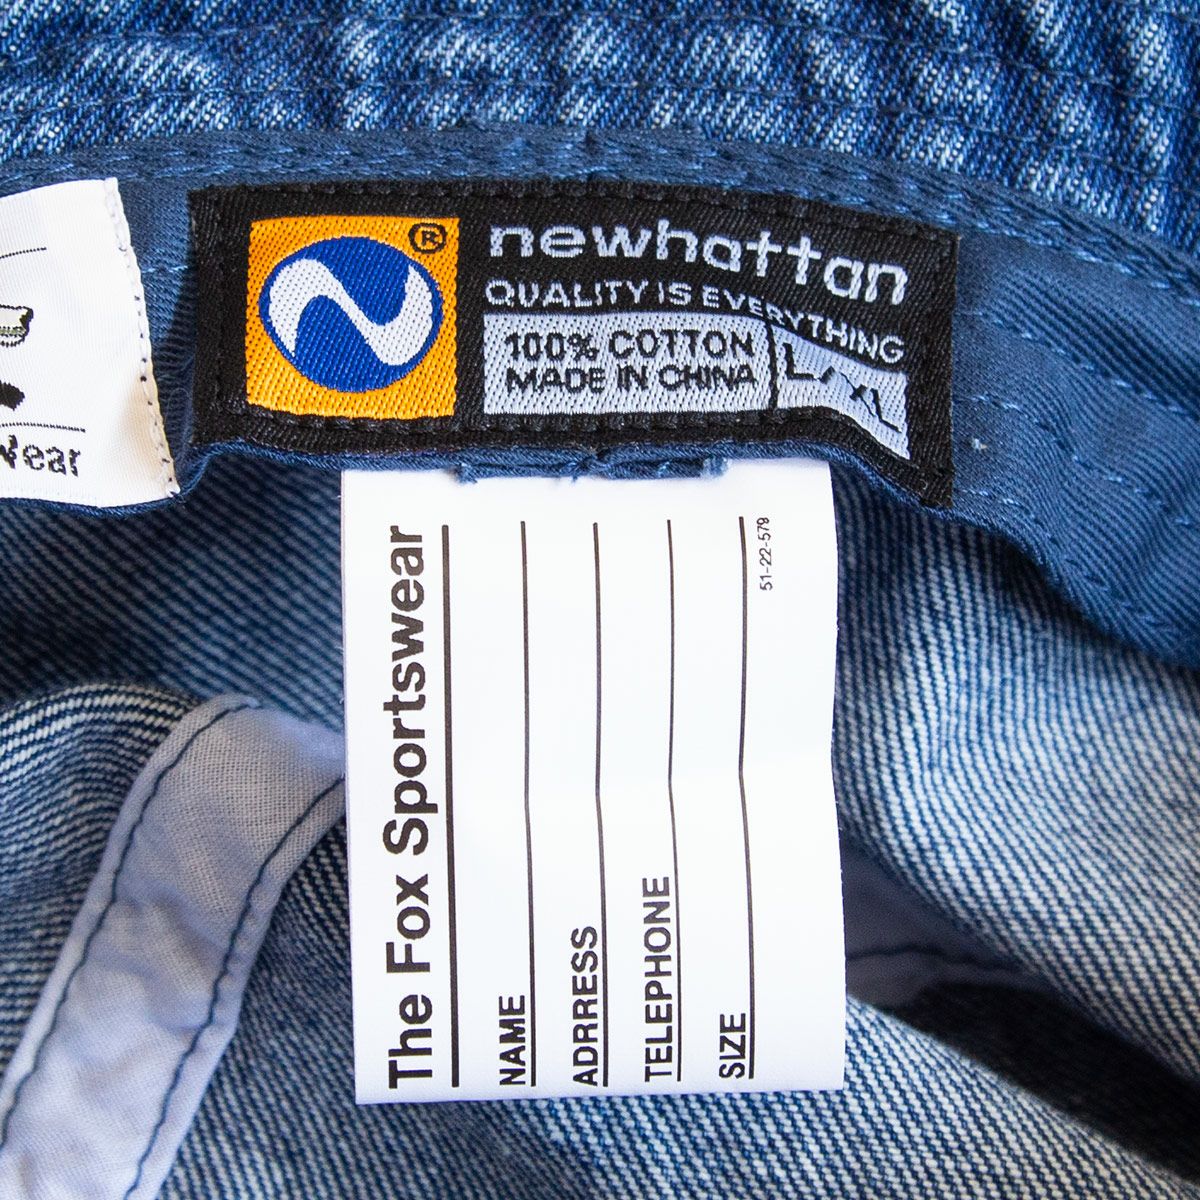 ®
newhattan
QUALITY IS EVERYTHING
100% COTTON
MADE IN CHINA
L/XL
Wear
The Fox Sportswear
NAME
ADRRESS
TELEPHONE
SIZE
51-22-579